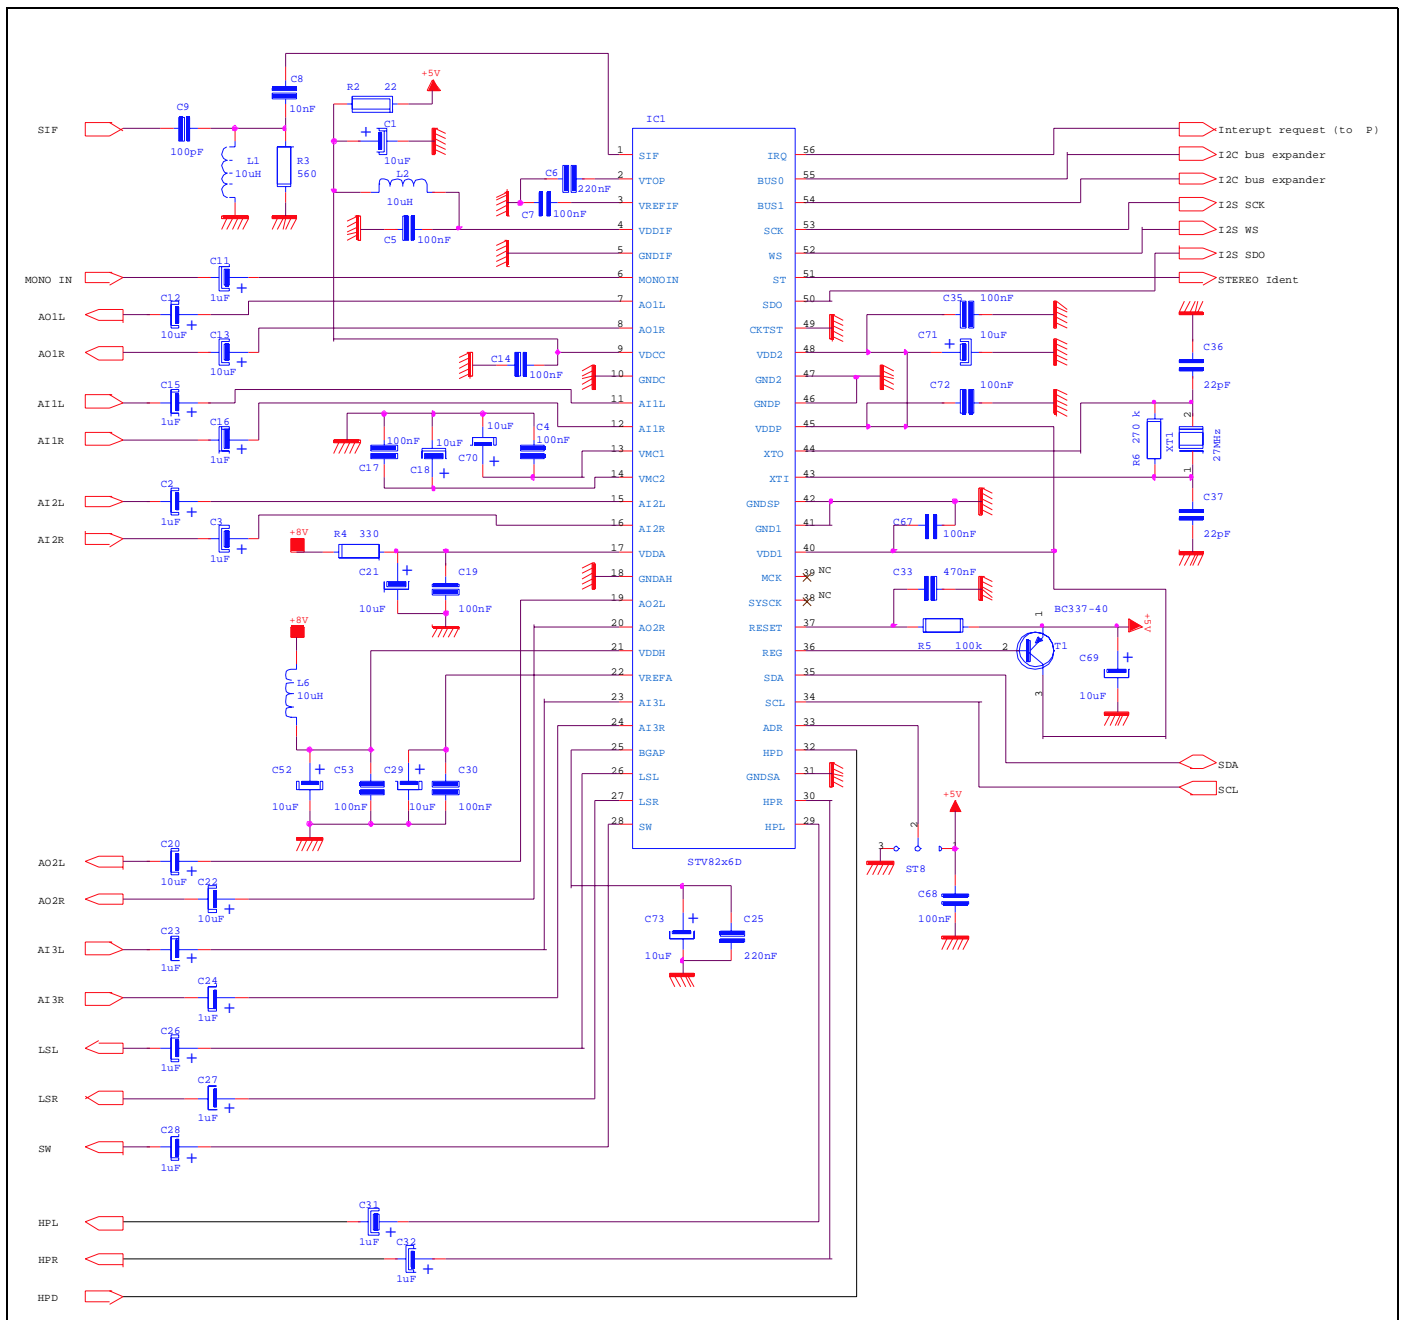 IC1
SIF
C9
100pF
C8
10nF
L1
10uH
R3
560
R2 22
+5V
C1
10uF
L2
10uH
C5
100nF
C6
220nF
C7
100nF
MONO IN
C11
1uF
AO1L
C12
10uF
AO1R
C13
10uF
C14
100nF
AI1L
C15
1uF
AI1R
C16
1uF
100nF
C17
10uF
C18
10uF
C70
C4
100nF
AI2L
C2
1uF
AI2R
C3
1uF
+8V
R4 330
C21
10uF
C19
100nF
+8V
L6
10uH
C52
10uF
C53
100nF
C29
10uF
C30
100nF
AO2L
C20
10uF
AO2R
C22
10uF
AI3L
C23
1uF
AI3R
C24
1uF
LSL
C26
1uF
LSR
C27
1uF
SW
C28
1uF
HPL
C31
1uF
HPR
C32
1uF
HPD
1 SIF
2 VTOP
3 VREFIF
4 VDDIF
5 GNDIF
6 MONOIN
7 AO1L
8 AO1R
9 VDCC
10 GNDC
11 AI1L
12 AI1R
13 VMC1
14 VMC2
15 AI2L
16 AI2R
17 VDDA
18 GNDAH
19 AO2L
20 AO2R
21 VDDH
22 VREFA
23 AI3L
24 AI3R
25 BGAP
26 LSL
27 LSR
28 SW
IRQ 56
BUS0 55
BUS1 54
SCK 53
WS 52
ST 51
SDO 50
CKTST 49
VDD2 48
GND2 47
GNDP 46
VDDP 45
XTO 44
XTI 43
GNDSP 42
GND1 41
VDD1 40
MCK 39 NC
SYSCK 38 NC
RESET 37
REG 36
SDA 35
SCL 34
ADR 33
HPD 32
GNDSA 31
HPR 30
HPL 29
STV82x6D
C73
10uF
C25
220nF
Interupt request (to P)
I2C bus expander
I2C bus expander
I2S SCK
I2S WS
I2S SDO
STEREO Ident
C35 100nF
C71 10uF
C72 100nF
C36
22pF
R6 270 k
XT1
2
1
27MHz
C37
22pF
C67
100nF
C33 470nF
R5 100k
BC337-40
1
2
3
T1
+5V
C69
10uF
SDA
SCL
+5V
3
2
1
ST8
C68
100nF